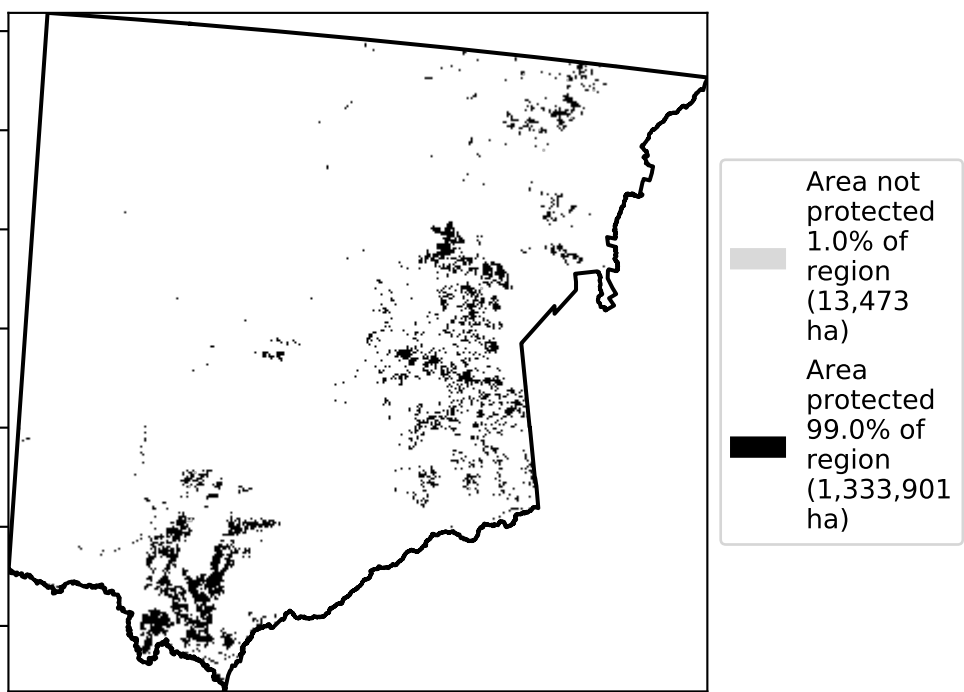 Area not
protected
1.0% of
region
(13,473
ha)
Area
protected
99.0% of
region
(1,333,901
ha)